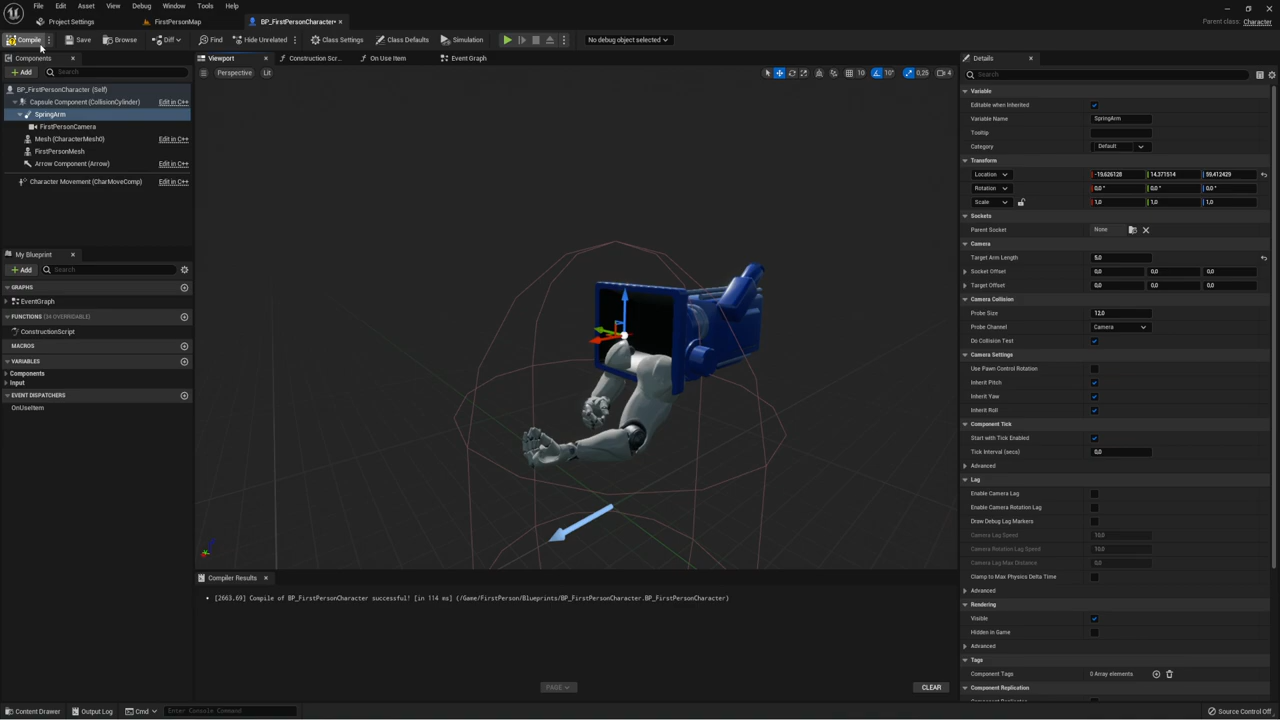 File Edit Asset View Debug Window Tools Help
Parent class: Character
Project Settings FirstPersonMap BP_FirstPersonCharacter•
Compile Save Browse Diff Find Hide Unrelated Class Settings Class Defaults Simulation No debug object selected
Components
Add Search
BP_FirstPersonCharacter (Self)
Capsule Component (CollisionCylinder) Edit in C++
SpringArm
FirstPersonCamera
Mesh (CharacterMesh0) Edit in C++
FirstPersonMesh
Arrow Component (Arrow) Edit in C++
Character Movement (CharMoveComp) Edit in C++
My Blueprint
Add Search
GRAPHS
EventGraph
FUNCTIONS (34 OVERRIDABLE)
ConstructionScript
MACROS
VARIABLES
Components
Input
EVENT DISPATCHERS
OnUseItem
Viewport Construction Scr... On Use Item Event Graph
Perspective Lit 10 10° 0,25 4
Compiler Results
[2663.69] Compile of BP_FirstPersonCharacter successful! [in 114 ms] (/Game/FirstPerson/Blueprints/BP_FirstPersonCharacter.BP_FirstPersonCharacter)
PAGE CLEAR
Details
Search
Variable
Editable when Inherited
Variable Name SpringArm
Tooltip
Category Default
Transform
Location -19,626128 14,371514 59,412429
Rotation 0,0 ° 0,0 ° 0,0 °
Scale 1,0 1,0 1,0
Sockets
Parent Socket None
Camera
Target Arm Length 5,0
Socket Offset 0,0 0,0 0,0
Target Offset 0,0 0,0 0,0
Camera Collision
Probe Size 12,0
Probe Channel Camera
Do Collision Test
Camera Settings
Use Pawn Control Rotation
Inherit Pitch
Inherit Yaw
Inherit Roll
Component Tick
Start with Tick Enabled
Tick Interval (secs) 0,0
Advanced
Lag
Enable Camera Lag
Enable Camera Rotation Lag
Draw Debug Lag Markers
Camera Lag Speed 10,0
Camera Rotation Lag Speed 10,0
Camera Lag Max Distance 0,0
Clamp to Max Physics Delta Time
Advanced
Rendering
Visible
Hidden in Game
Advanced
Tags
Component Tags 0 Array elements
Component Replication
Content Drawer Output Log Cmd Enter Console Command Source Control Off